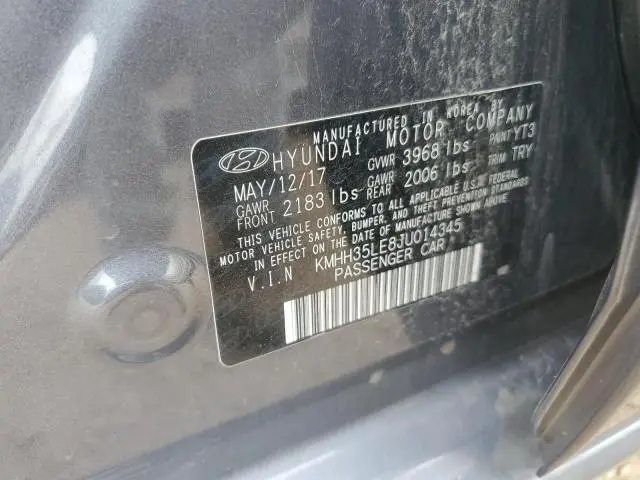 MANUFACTURED IN KOREA BY
HYUNDAI MOTOR COMPANY
MAY/12/17 GVWR 3968 lbs PAINT YT3
GAWR FRONT 2183 lbs GAWR REAR 2006 lbs TRIM TRY
THIS VEHICLE CONFORMS TO ALL APPLICABLE U.S. FEDERAL
MOTOR VEHICLE SAFETY, BUMPER, AND THEFT PREVENTION STANDARDS
IN EFFECT ON THE DATE OF MANUFACTURE SHOWN ABOVE.
V.I.N KMHH35LE8JU014345
PASSENGER CAR